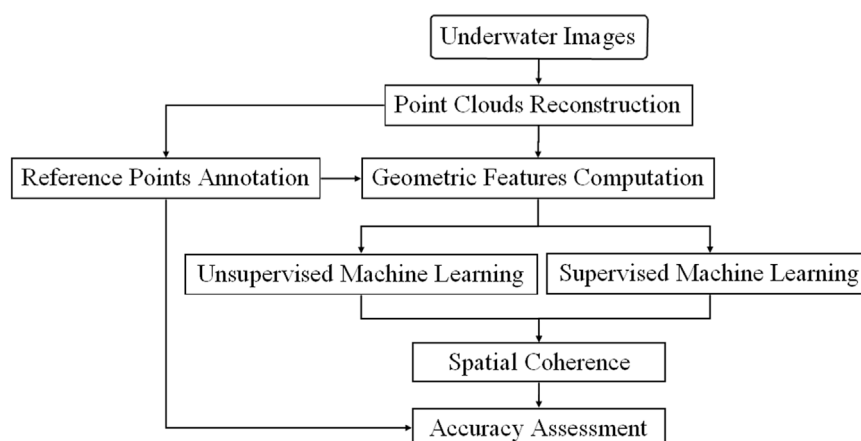 Underwater Images
Point Clouds Reconstruction
Reference Points Annotation
Geometric Features Computation
Unsupervised Machine Learning
Supervised Machine Learning
Spatial Coherence
Accuracy Assessment